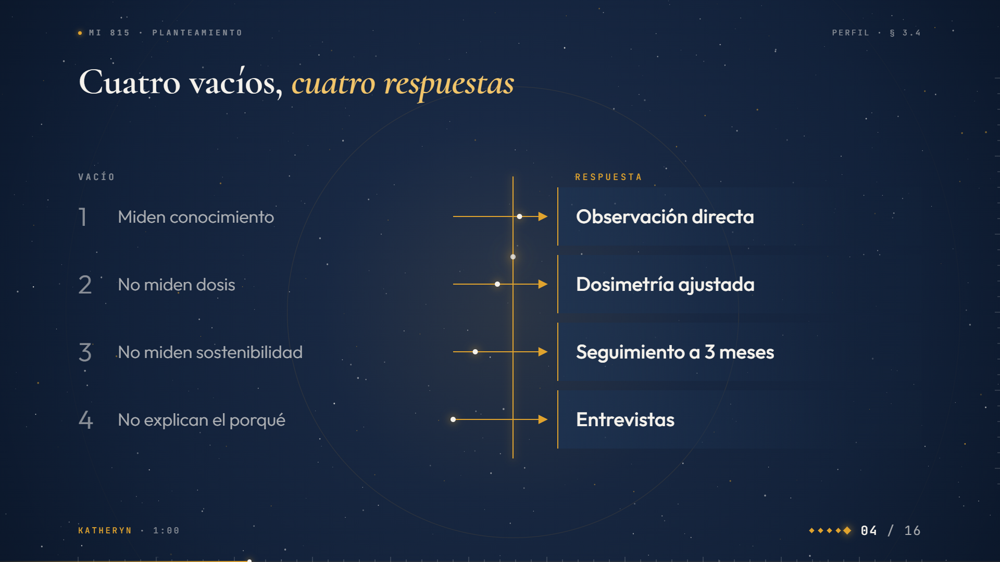 MI 815 · PLANTEAMIENTO
PERFIL · § 3.4
Cuatro vacíos, cuatro respuestas
VACÍO
RESPUESTA
1 Miden conocimiento
Observación directa
2 No miden dosis
Dosimetría ajustada
3 No miden sostenibilidad
Seguimiento a 3 meses
4 No explican el porqué
Entrevistas
KATHERYN · 1:00
04 / 16